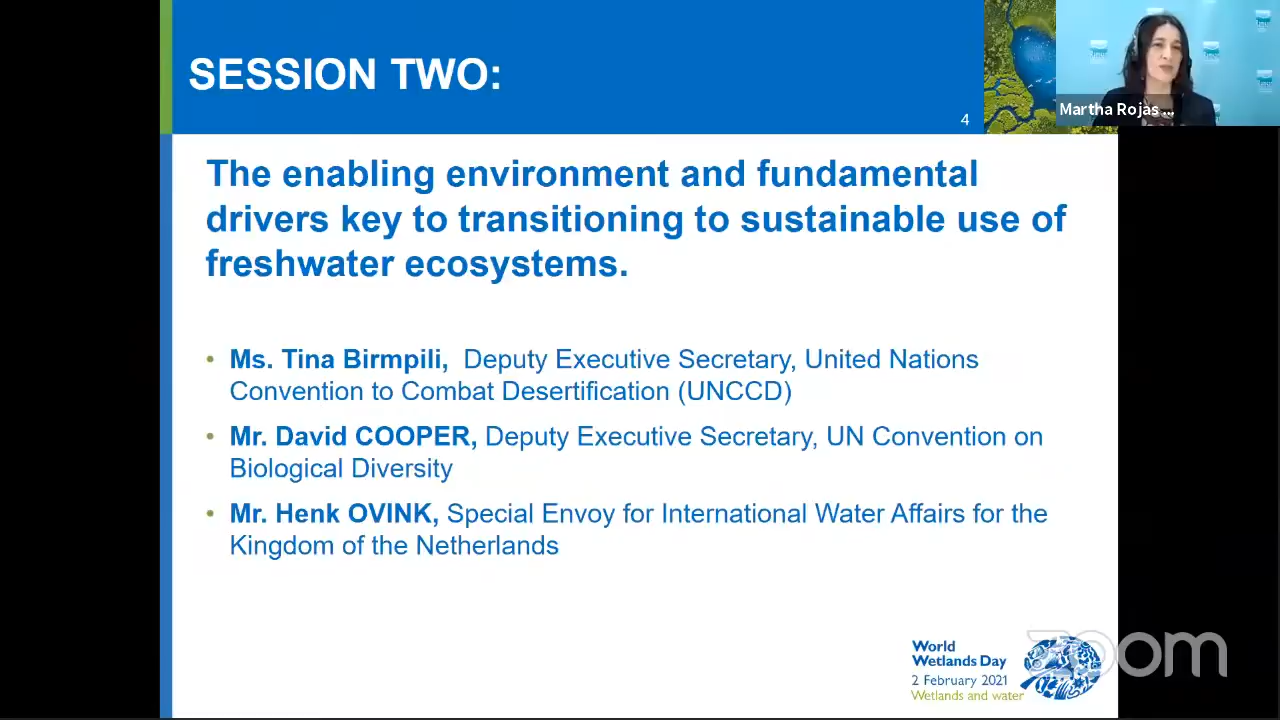 SESSION TWO:
4
Martha Rojas ...
The enabling environment and fundamental
drivers key to transitioning to sustainable use of
freshwater ecosystems.
• Ms. Tina Birmpili,  Deputy Executive Secretary, United Nations
Convention to Combat Desertification (UNCCD)
• Mr. David COOPER, Deputy Executive Secretary, UN Convention on
Biological Diversity
• Mr. Henk OVINK, Special Envoy for International Water Affairs for the
Kingdom of the Netherlands
World
Wetlands Day
2 February 2021
Wetlands and water
zoom